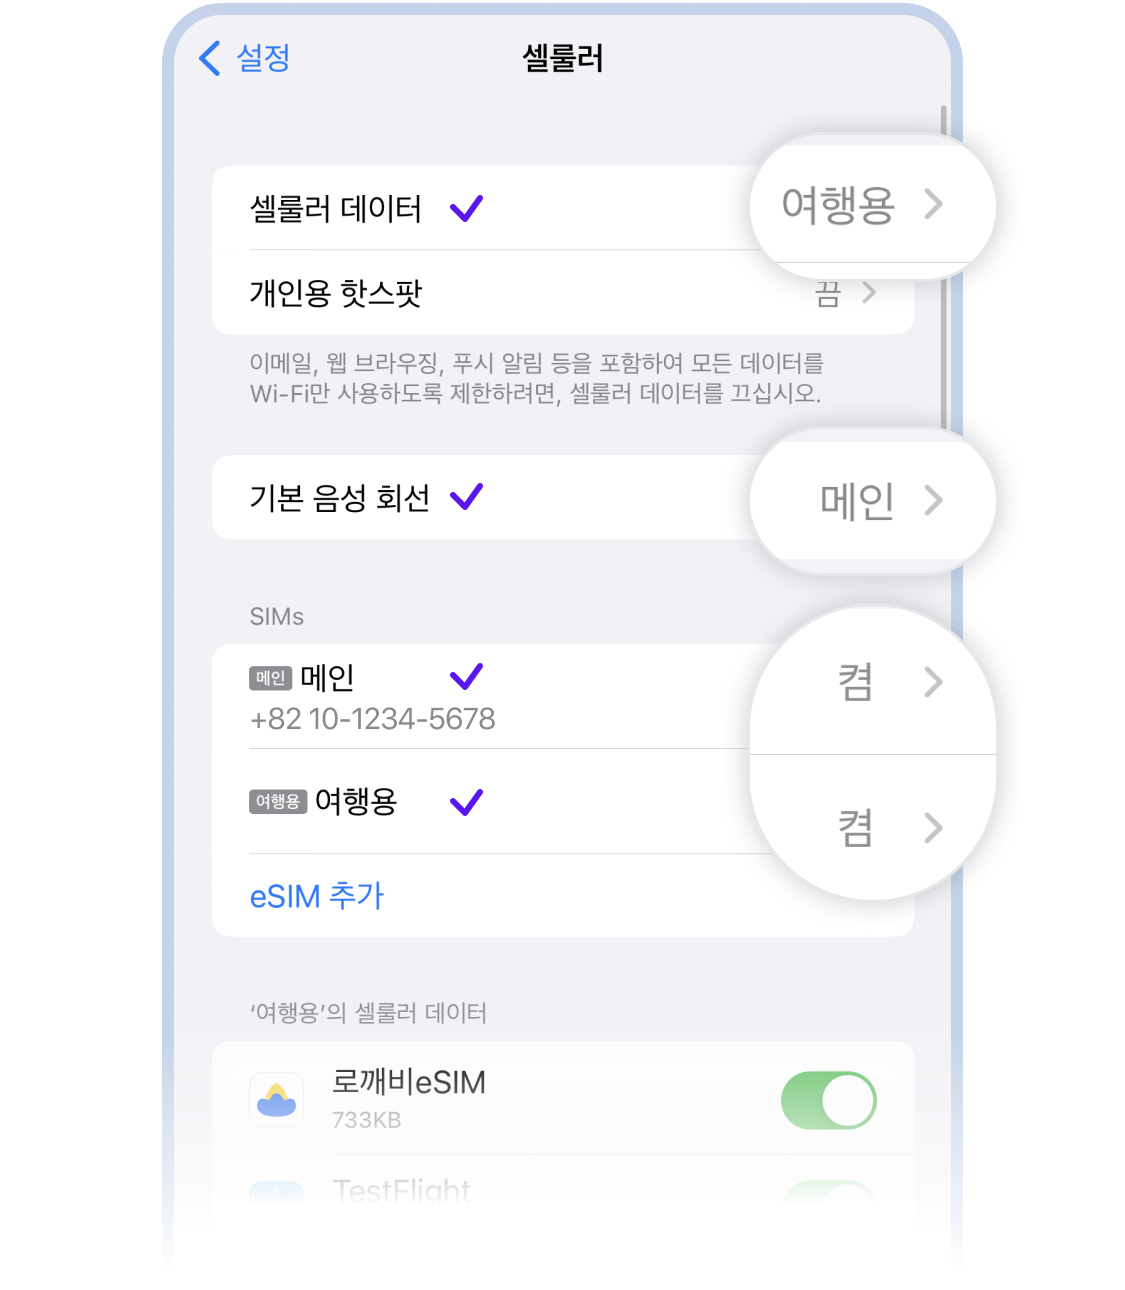 설정
셀룰러
셀룰러 데이터
여행용
개인용 핫스팟
끔
이메일, 웹 브라우징, 푸시 알림 등을 포함하여 모든 데이터를
Wi-Fi만 사용하도록 제한하려면, 셀룰러 데이터를 끄십시오.
기본 음성 회선
메인
SIMs
메인 메인
켬
+82 10-1234-5678
여행용 여행용
켬
eSIM 추가
‘여행용’의 셀룰러 데이터
로깨비eSIM
733KB
TestFlight